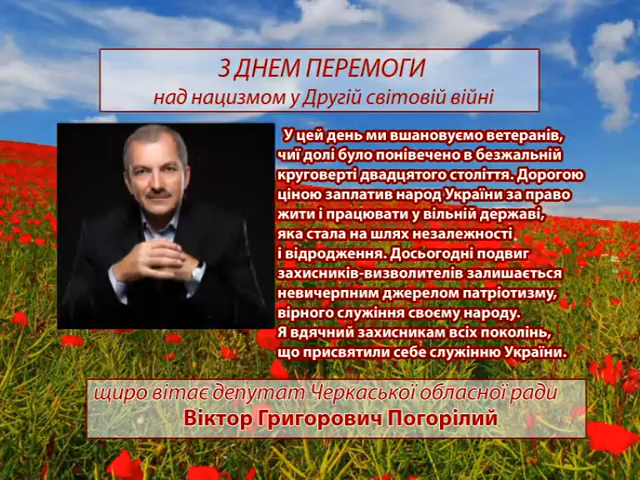 З ДНЕМ ПЕРЕМОГИ
над нацизмом у Другій світовій війні
У цей день ми вшановуємо ветеранів,
чиї долі було понівечено в безжальній
круговерті двадцятого століття. Дорогою
ціною заплатив народ України за право
жити і працювати у вільній державі,
яка стала на шлях незалежності
і відродження. Досьогодні подвиг
захисників-визволителів залишається
невичерпним джерелом патріотизму,
вірного служіння своєму народу.
Я вдячний захисникам всіх поколінь,
що присвятили себе служінню України.
щиро вітає депутат Черкаської обласної ради
Віктор Григорович Погорілий